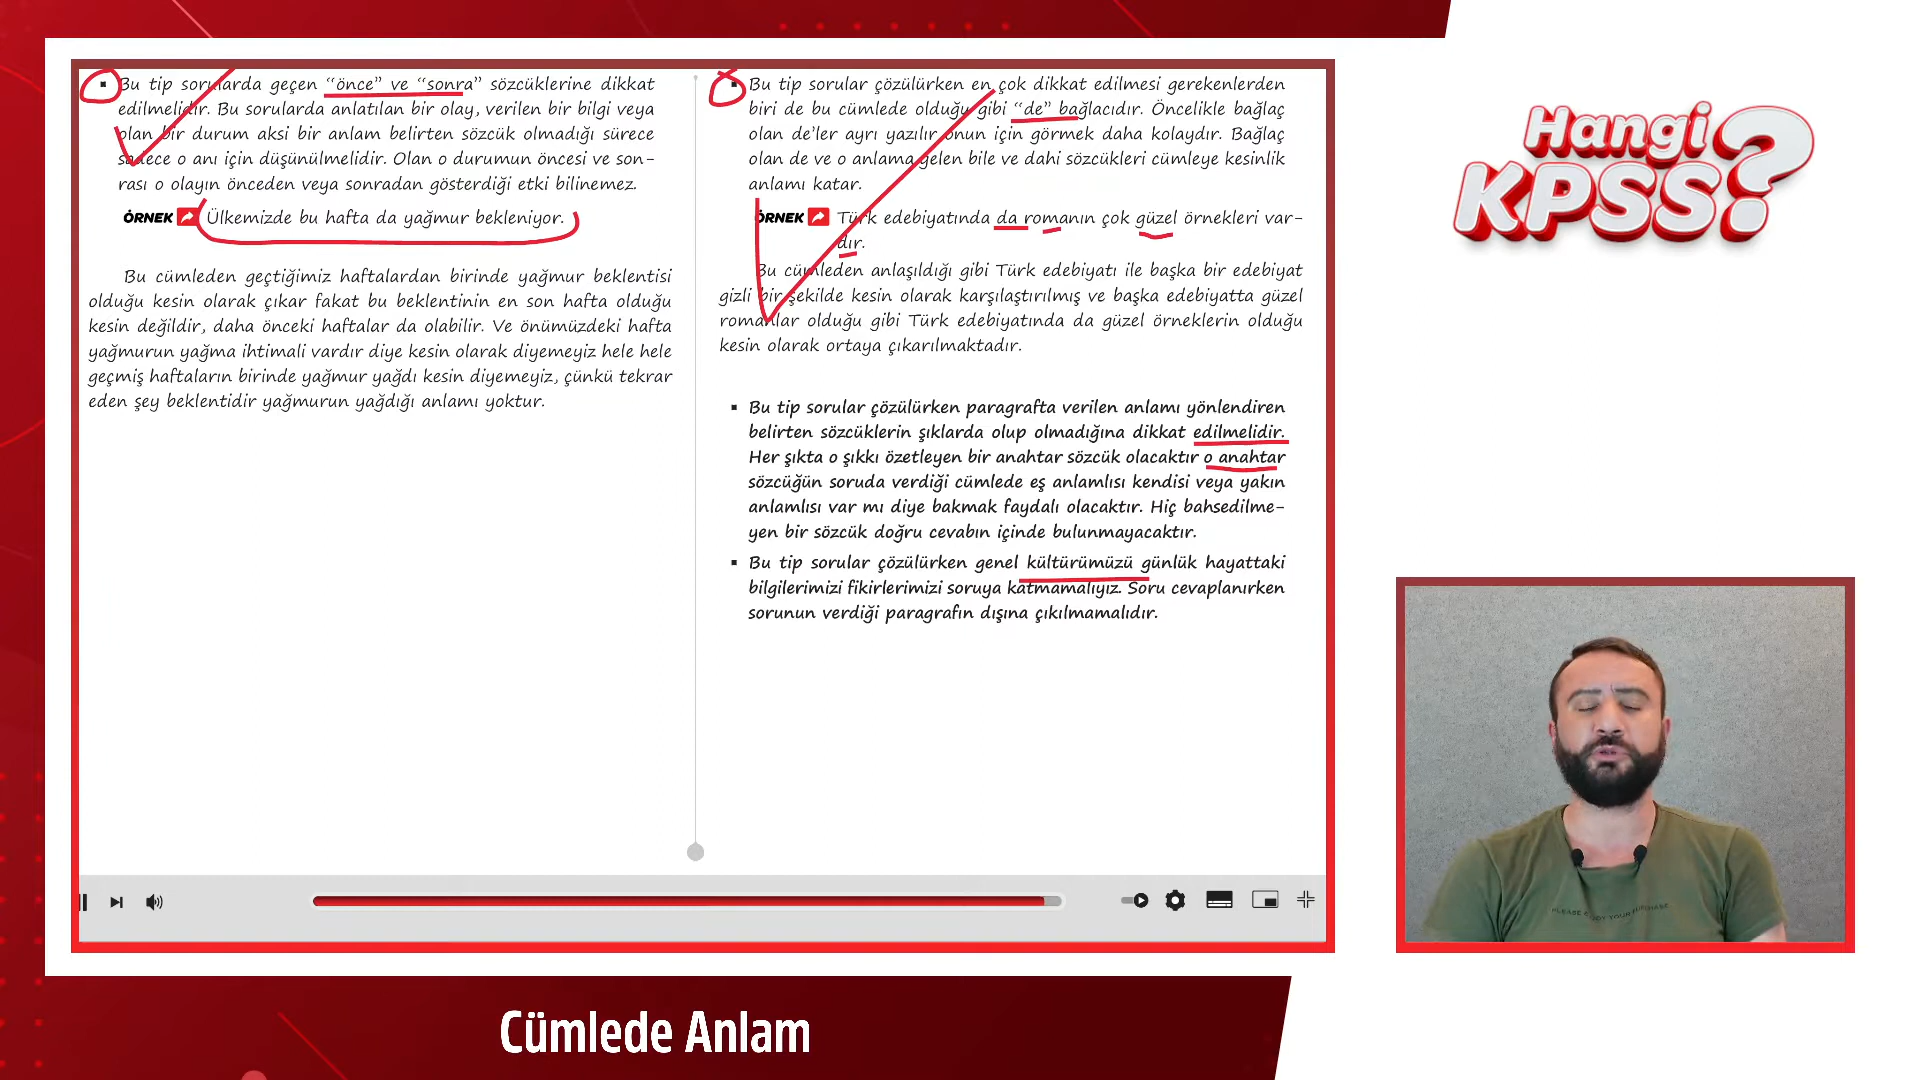 ▪ Bu tip sorularda geçen “önce” ve “sonra” sözcüklerine dikkat
edilmelidir. Bu sorularda anlatılan bir olay, verilen bir bilgi veya
olan bir durum aksi bir anlam belirten sözcük olmadığı sürece
sadece o anı için düşünülmelidir. Olan o durumun öncesi ve son-
rası o olayın önceden veya sonradan gösterdiği etki bilinemez.
ÖRNEK Ülkemizde bu hafta da yağmur bekleniyor.
Bu cümleden geçtiğimiz haftalardan birinde yağmur beklentisi
olduğu kesin olarak çıkar fakat bu beklentinin en son hafta olduğu
kesin değildir, daha önceki haftalar da olabilir. Ve önümüzdeki hafta
yağmurun yağma ihtimali vardır diye kesin olarak diyemeyiz hele hele
geçmiş haftaların birinde yağmur yağdı kesin diyemeyiz, çünkü tekrar
eden şey beklentidir yağmurun yağdığı anlamı yoktur.
▪ Bu tip sorular çözülürken en çok dikkat edilmesi gerekenlerden
biri de bu cümlede olduğu gibi “de” bağlacıdır. Öncelikle bağlaç
olan de’ler ayrı yazılır onun için görmek daha kolaydır. Bağlaç
olan de ve o anlama gelen bile ve dahi sözcükleri cümleye kesinlik
anlamı katar.
ÖRNEK Türk edebiyatında da romanın çok güzel örnekleri var-
dır.
Bu cümleden anlaşıldığı gibi Türk edebiyatı ile başka bir edebiyat
gizli bir şekilde kesin olarak karşılaştırılmış ve başka edebiyatta güzel
romanlar olduğu gibi Türk edebiyatında da güzel örneklerin olduğu
kesin olarak ortaya çıkarılmaktadır.
▪ Bu tip sorular çözülürken paragrafta verilen anlamı yönlendiren
belirten sözcüklerin şıklarda olup olmadığına dikkat edilmelidir.
Her şıkta o şıkkı özetleyen bir anahtar sözcük olacaktır o anahtar
sözcüğün soruda verdiği cümlede eş anlamlısı kendisi veya yakın
anlamlısı var mı diye bakmak faydalı olacaktır. Hiç bahsedilme-
yen bir sözcük doğru cevabın içinde bulunmayacaktır.
▪ Bu tip sorular çözülürken genel kültürümüzü günlük hayattaki
bilgilerimizi fikirlerimizi soruya katmamalıyız. Soru cevaplanırken
sorunun verdiği paragrafın dışına çıkılmamalıdır.
Hangi
KPSS?
PLEASE ENJOY YOUR PURCHASE
Cümlede Anlam